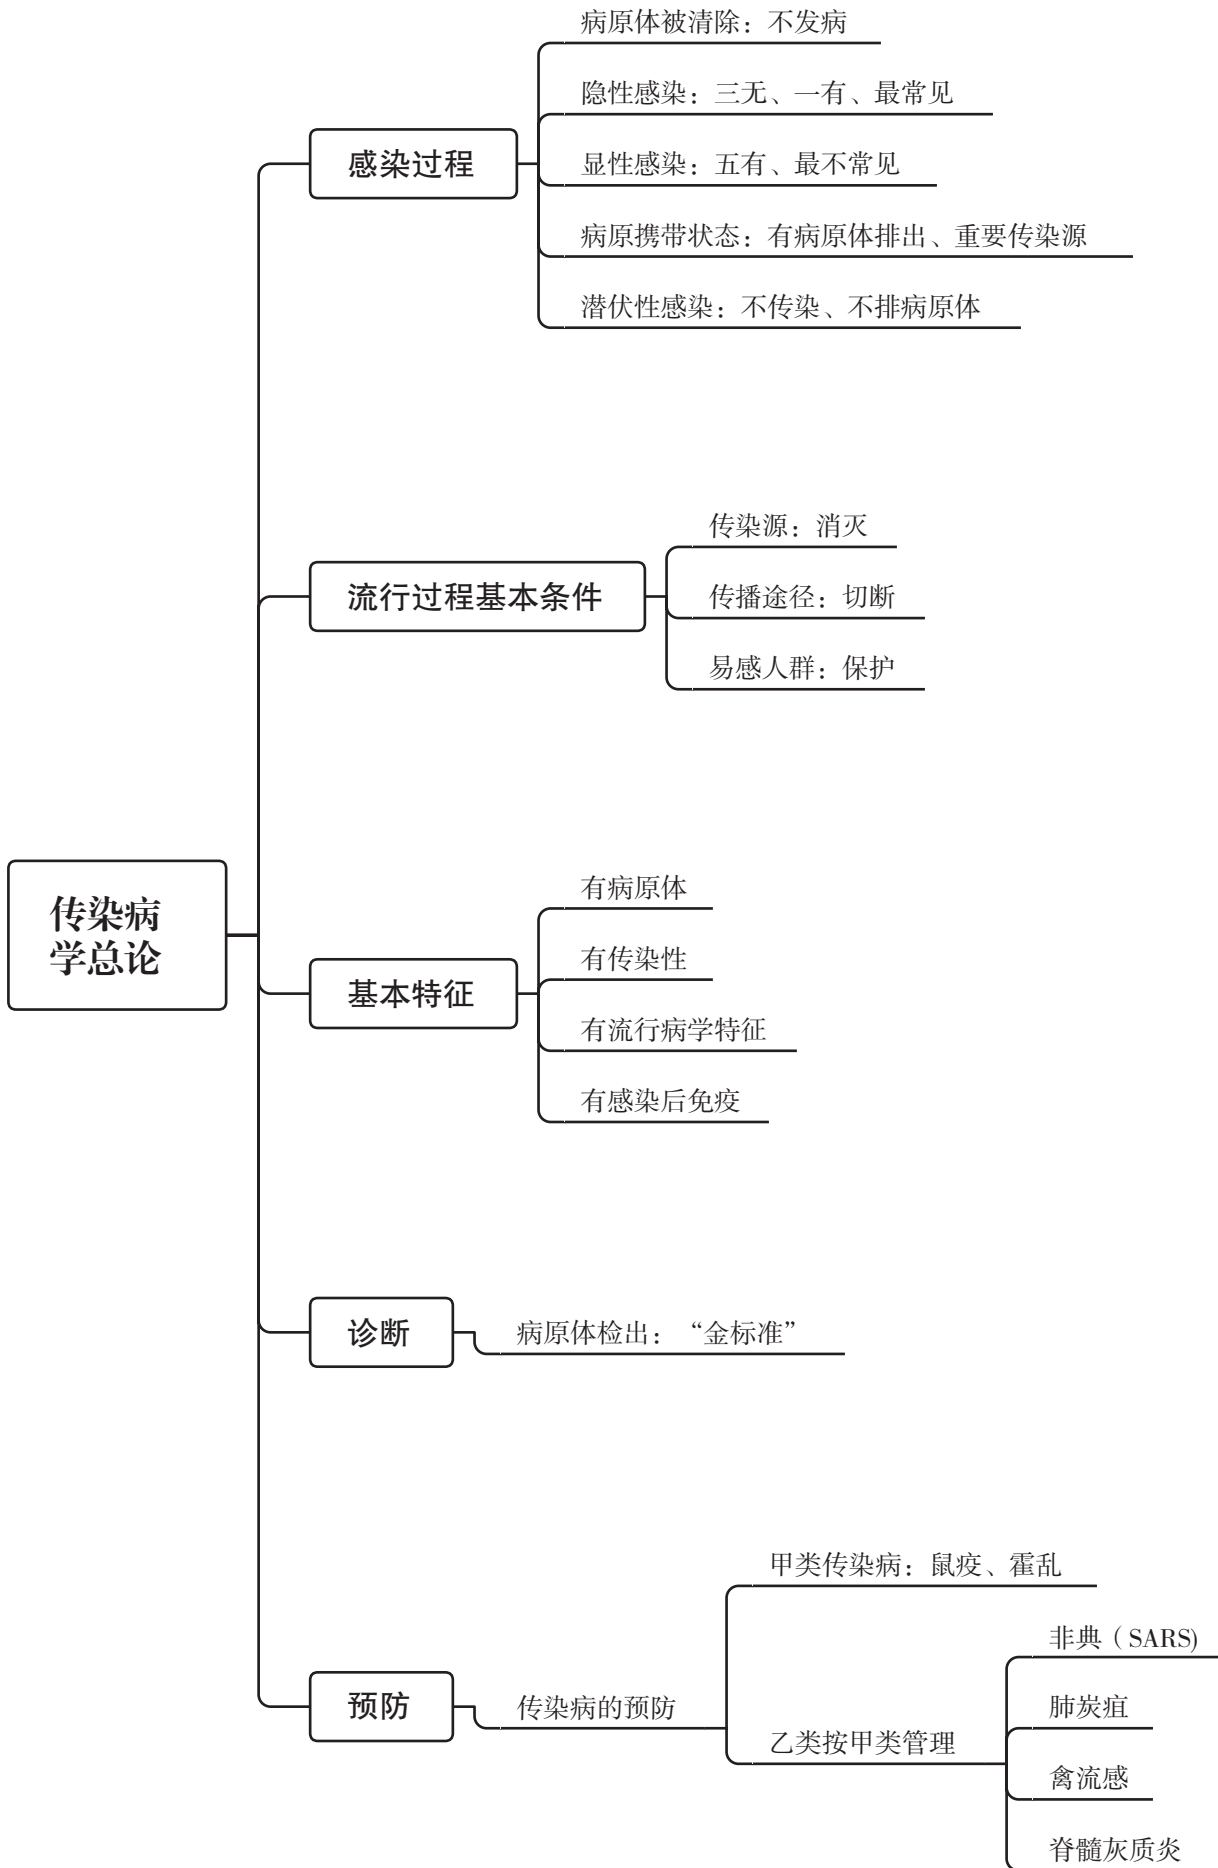 传染病
学总论
感染过程
病原体被清除：不发病
隐性感染：三无、一有、最常见
显性感染：五有、最不常见
病原携带状态：有病原体排出、重要传染源
潜伏性感染：不传染、不排病原体
流行过程基本条件
传染源：消灭
传播途径：切断
易感人群：保护
基本特征
有病原体
有传染性
有流行病学特征
有感染后免疫
诊断
病原体检出：“金标准”
预防
传染病的预防
甲类传染病：鼠疫、霍乱
乙类按甲类管理
非典（SARS)
肺炭疽
禽流感
脊髓灰质炎